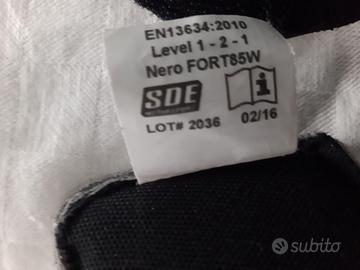 EN13634:2010
Level 1 - 2 - 1
Nero FORT85W
SDE
LOT# 2036 02/16
subito